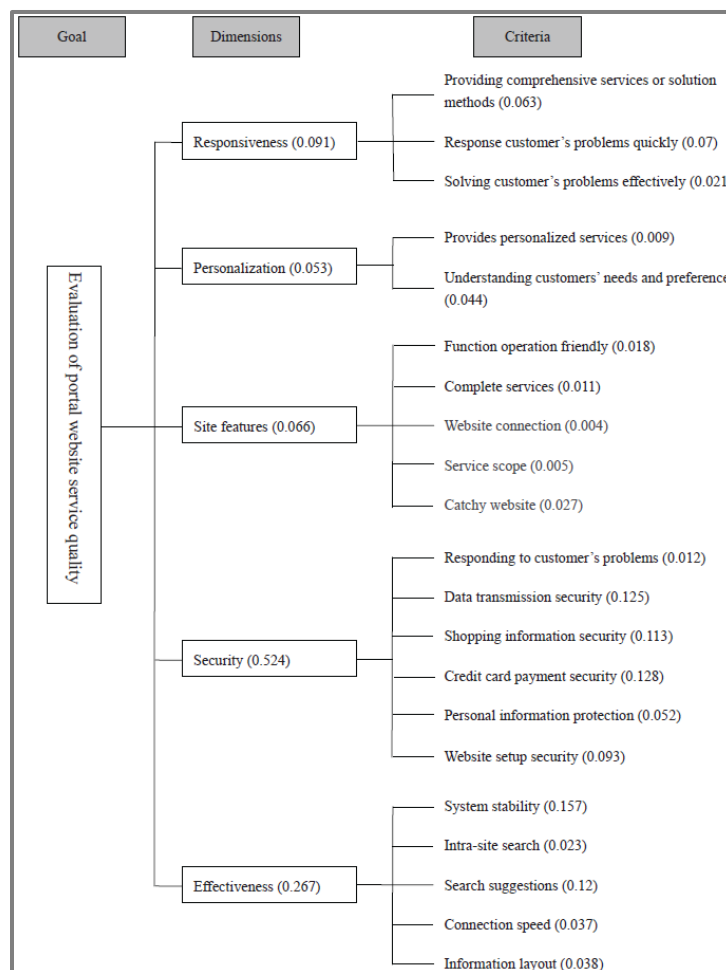 Goal
Dimensions
Criteria
Evaluation of portal website service quality
Responsiveness (0.091)
Providing comprehensive services or solution
methods (0.063)
Response customer’s problems quickly (0.07)
Solving customer’s problems effectively (0.021
Personalization (0.053)
Provides personalized services (0.009)
Understanding customers’ needs and preference
(0.044)
Site features (0.066)
Function operation friendly (0.018)
Complete services (0.011)
Website connection (0.004)
Service scope (0.005)
Catchy website (0.027)
Security (0.524)
Responding to customer’s problems (0.012)
Data transmission security (0.125)
Shopping information security (0.113)
Credit card payment security (0.128)
Personal information protection (0.052)
Website setup security (0.093)
Effectiveness (0.267)
System stability (0.157)
Intra-site search (0.023)
Search suggestions (0.12)
Connection speed (0.037)
Information layout (0.038)